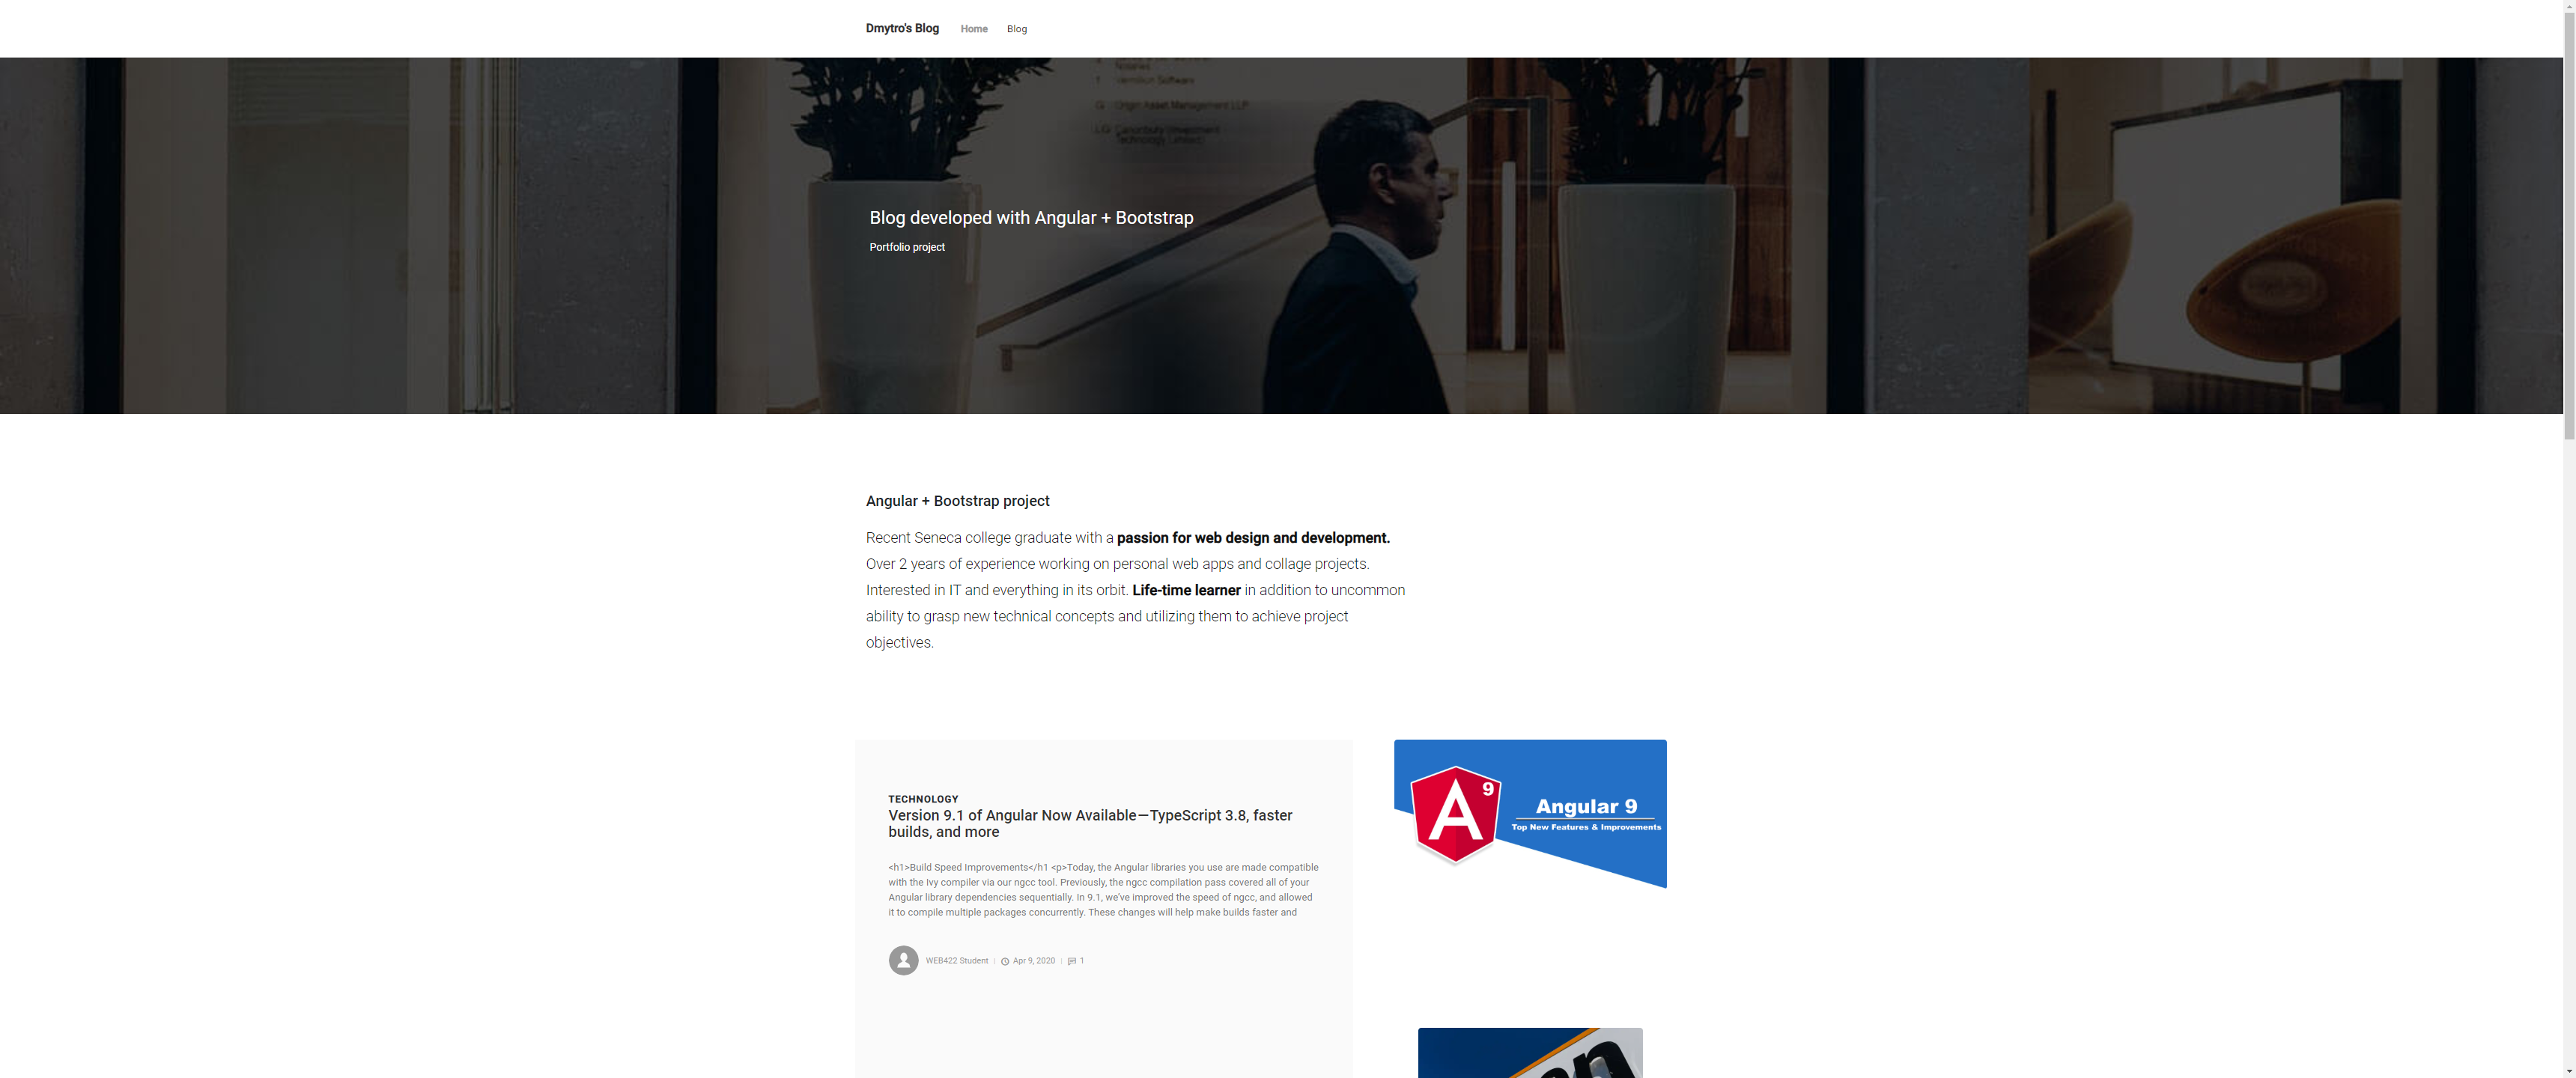 Dmytro's Blog
Home
Blog
Vermilion Software
Origin Asset Management LLP
Blog developed with Angular + Bootstrap
Portfolio project
Angular + Bootstrap project
Recent Seneca college graduate with a passion for web design and development.
Over 2 years of experience working on personal web apps and collage projects.
Interested in IT and everything in its orbit. Life-time learner in addition to uncommon
ability to grasp new technical concepts and utilizing them to achieve project
objectives.
TECHNOLOGY
Version 9.1 of Angular Now Available—TypeScript 3.8, faster
builds, and more
<h1>Build Speed Improvements</h1 <p>Today, the Angular libraries you use are made compatible
with the Ivy compiler via our ngcc tool. Previously, the ngcc compilation pass covered all of your
Angular library dependencies sequentially. In 9.1, we've improved the speed of ngcc, and allowed
it to compile multiple packages concurrently. These changes will help make builds faster and
WEB422 Student | Apr 9, 2020 | 1
A 9
Angular 9
Top New Features & Improvements